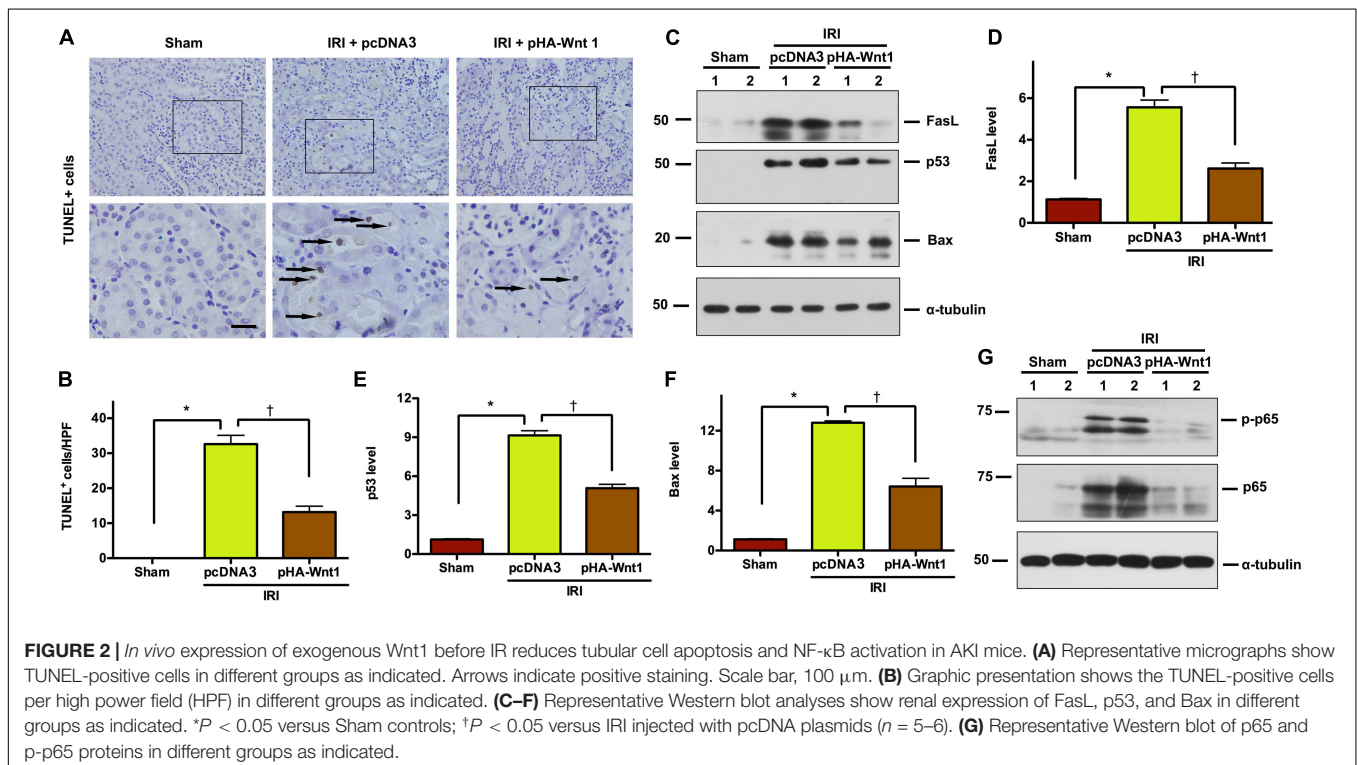 A
Sham
IRI + pcDNA3
IRI + pHA-Wnt 1
TUNEL+ cells
C
IRI
Sham pcDNA3 pHA-Wnt1
1 2 1 2 1 2
50 FasL
50 p53
20 Bax
50 α-tubulin
D
FasL level
6
4
2
0
* †
Sham pcDNA3 pHA-Wnt1
IRI
B
TUNEL+ cells/HPF
40
30
20
10
0
* †
Sham pcDNA3 pHA-Wnt1
IRI
E
p53 level
12
9
6
3
0
* †
Sham pcDNA3 pHA-Wnt1
IRI
F
Bax level
12
8
4
0
* †
Sham pcDNA3 pHA-Wnt1
IRI
G
IRI
Sham pcDNA3 pHA-Wnt1
1 2 1 2 1 2
75 p-p65
75 p65
50 α-tubulin
FIGURE 2 | In vivo expression of exogenous Wnt1 before IR reduces tubular cell apoptosis and NF-κB activation in AKI mice. (A) Representative micrographs show
TUNEL-positive cells in different groups as indicated. Arrows indicate positive staining. Scale bar, 100 μm. (B) Graphic presentation shows the TUNEL-positive cells
per high power field (HPF) in different groups as indicated. (C–F) Representative Western blot analyses show renal expression of FasL, p53, and Bax in different
groups as indicated. *P < 0.05 versus Sham controls; †P < 0.05 versus IRI injected with pcDNA plasmids (n = 5–6). (G) Representative Western blot of p65 and
p-p65 proteins in different groups as indicated.